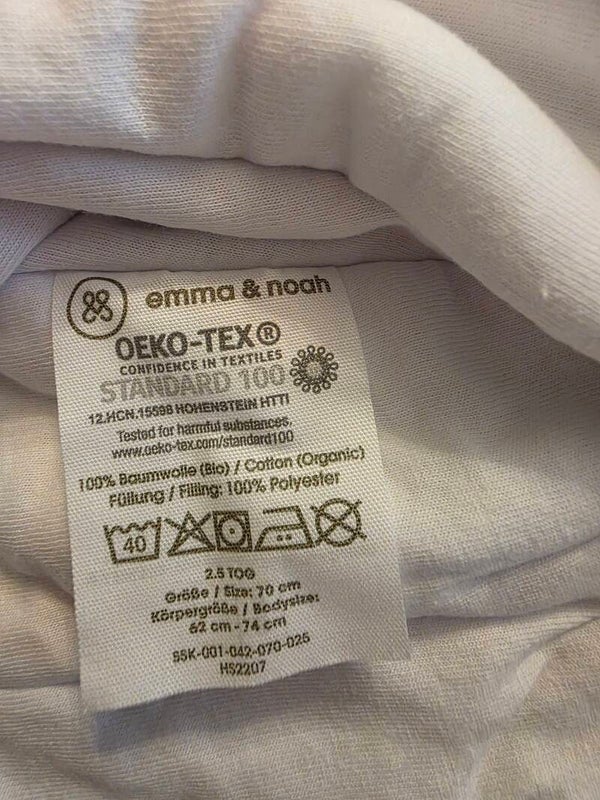 emma & noah
OEKO-TEX®
CONFIDENCE IN TEXTILES
STANDARD 100
12.HCN.15598 HOHENSTEIN HTTI
Tested for harmful substances.
www.oeko-tex.com/standard100
100% Baumwolle (Bio) / Cotton (Organic)
Füllung / Filling: 100% Polyester
40
2.5 TOG
Größe / Size: 70 cm
Körpergröße / Bodysize:
62 cm - 74 cm
SSK-001-042-070-025
HS2207